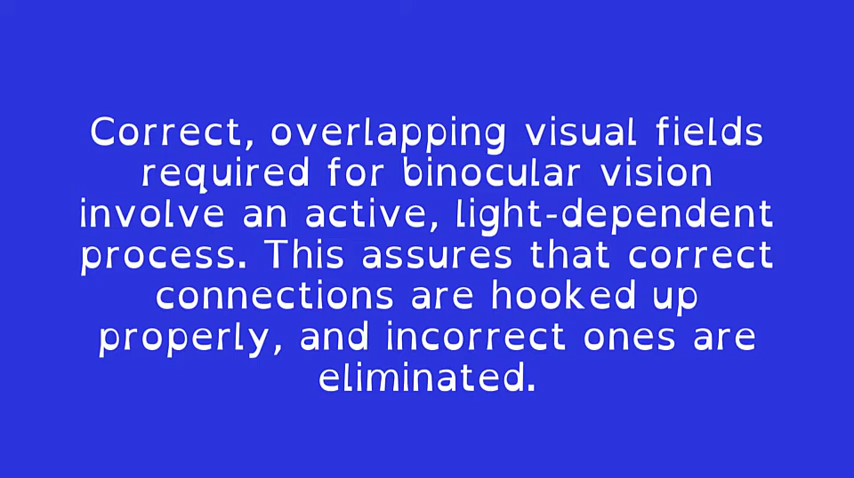 Correct, overlapping visual fields
required for binocular vision
involve an active, light-dependent
process. This assures that correct
connections are hooked up
properly, and incorrect ones are
eliminated.